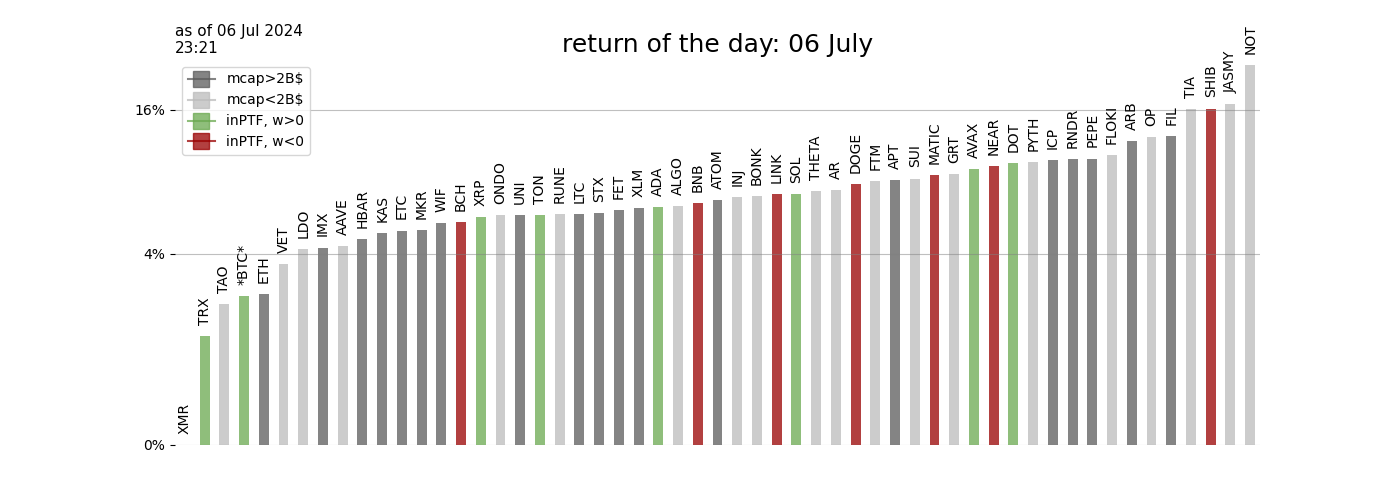 as of 06 Jul 2024
23:21
return of the day: 06 July
mcap>2B$
mcap<2B$
inPTF, w>0
inPTF, w<0
16%
4%
0%
XMR
TRX
TAO
*BTC*
ETH
VET
LDO
IMX
AAVE
HBAR
KAS
ETC
MKR
WIF
BCH
XRP
ONDO
UNI
TON
RUNE
LTC
STX
FET
XLM
ADA
ALGO
BNB
ATOM
INJ
BONK
LINK
SOL
THETA
AR
DOGE
FTM
APT
SUI
MATIC
GRT
AVAX
NEAR
DOT
PYTH
ICP
RNDR
PEPE
FLOKI
ARB
OP
FIL
TIA
SHIB
JASMY
NOT